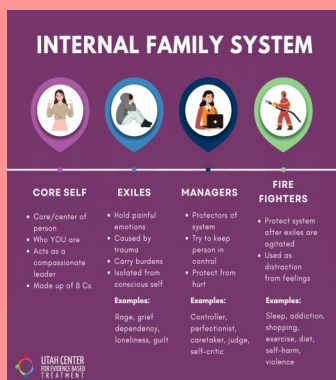 INTERNAL FAMILY SYSTEM
CORE SELF
• Core/center of
person
• Who YOU are
• Acts as a
compassionate
leader
• Made up of 8 Cs
EXILES
• Hold painful
emotions
• Caused by
trauma
• Carry burdens
• Isolated from
conscious self
Examples:
Rage, grief
dependency,
loneliness, guilt
MANAGERS
• Protectors of
system
• Try to keep
person in
control
• Protect from
hurt
Examples:
Controller,
perfectionist,
caretaker, judge,
self-critic
FIRE
FIGHTERS
• Protect system
after exiles are
agitated
• Used as
distraction
from feelings
Examples:
Sleep, addiction,
shopping,
exercise, diet,
self-harm,
violence
UTAH CENTER
FOR EVIDENCE BASED
TREATMENT